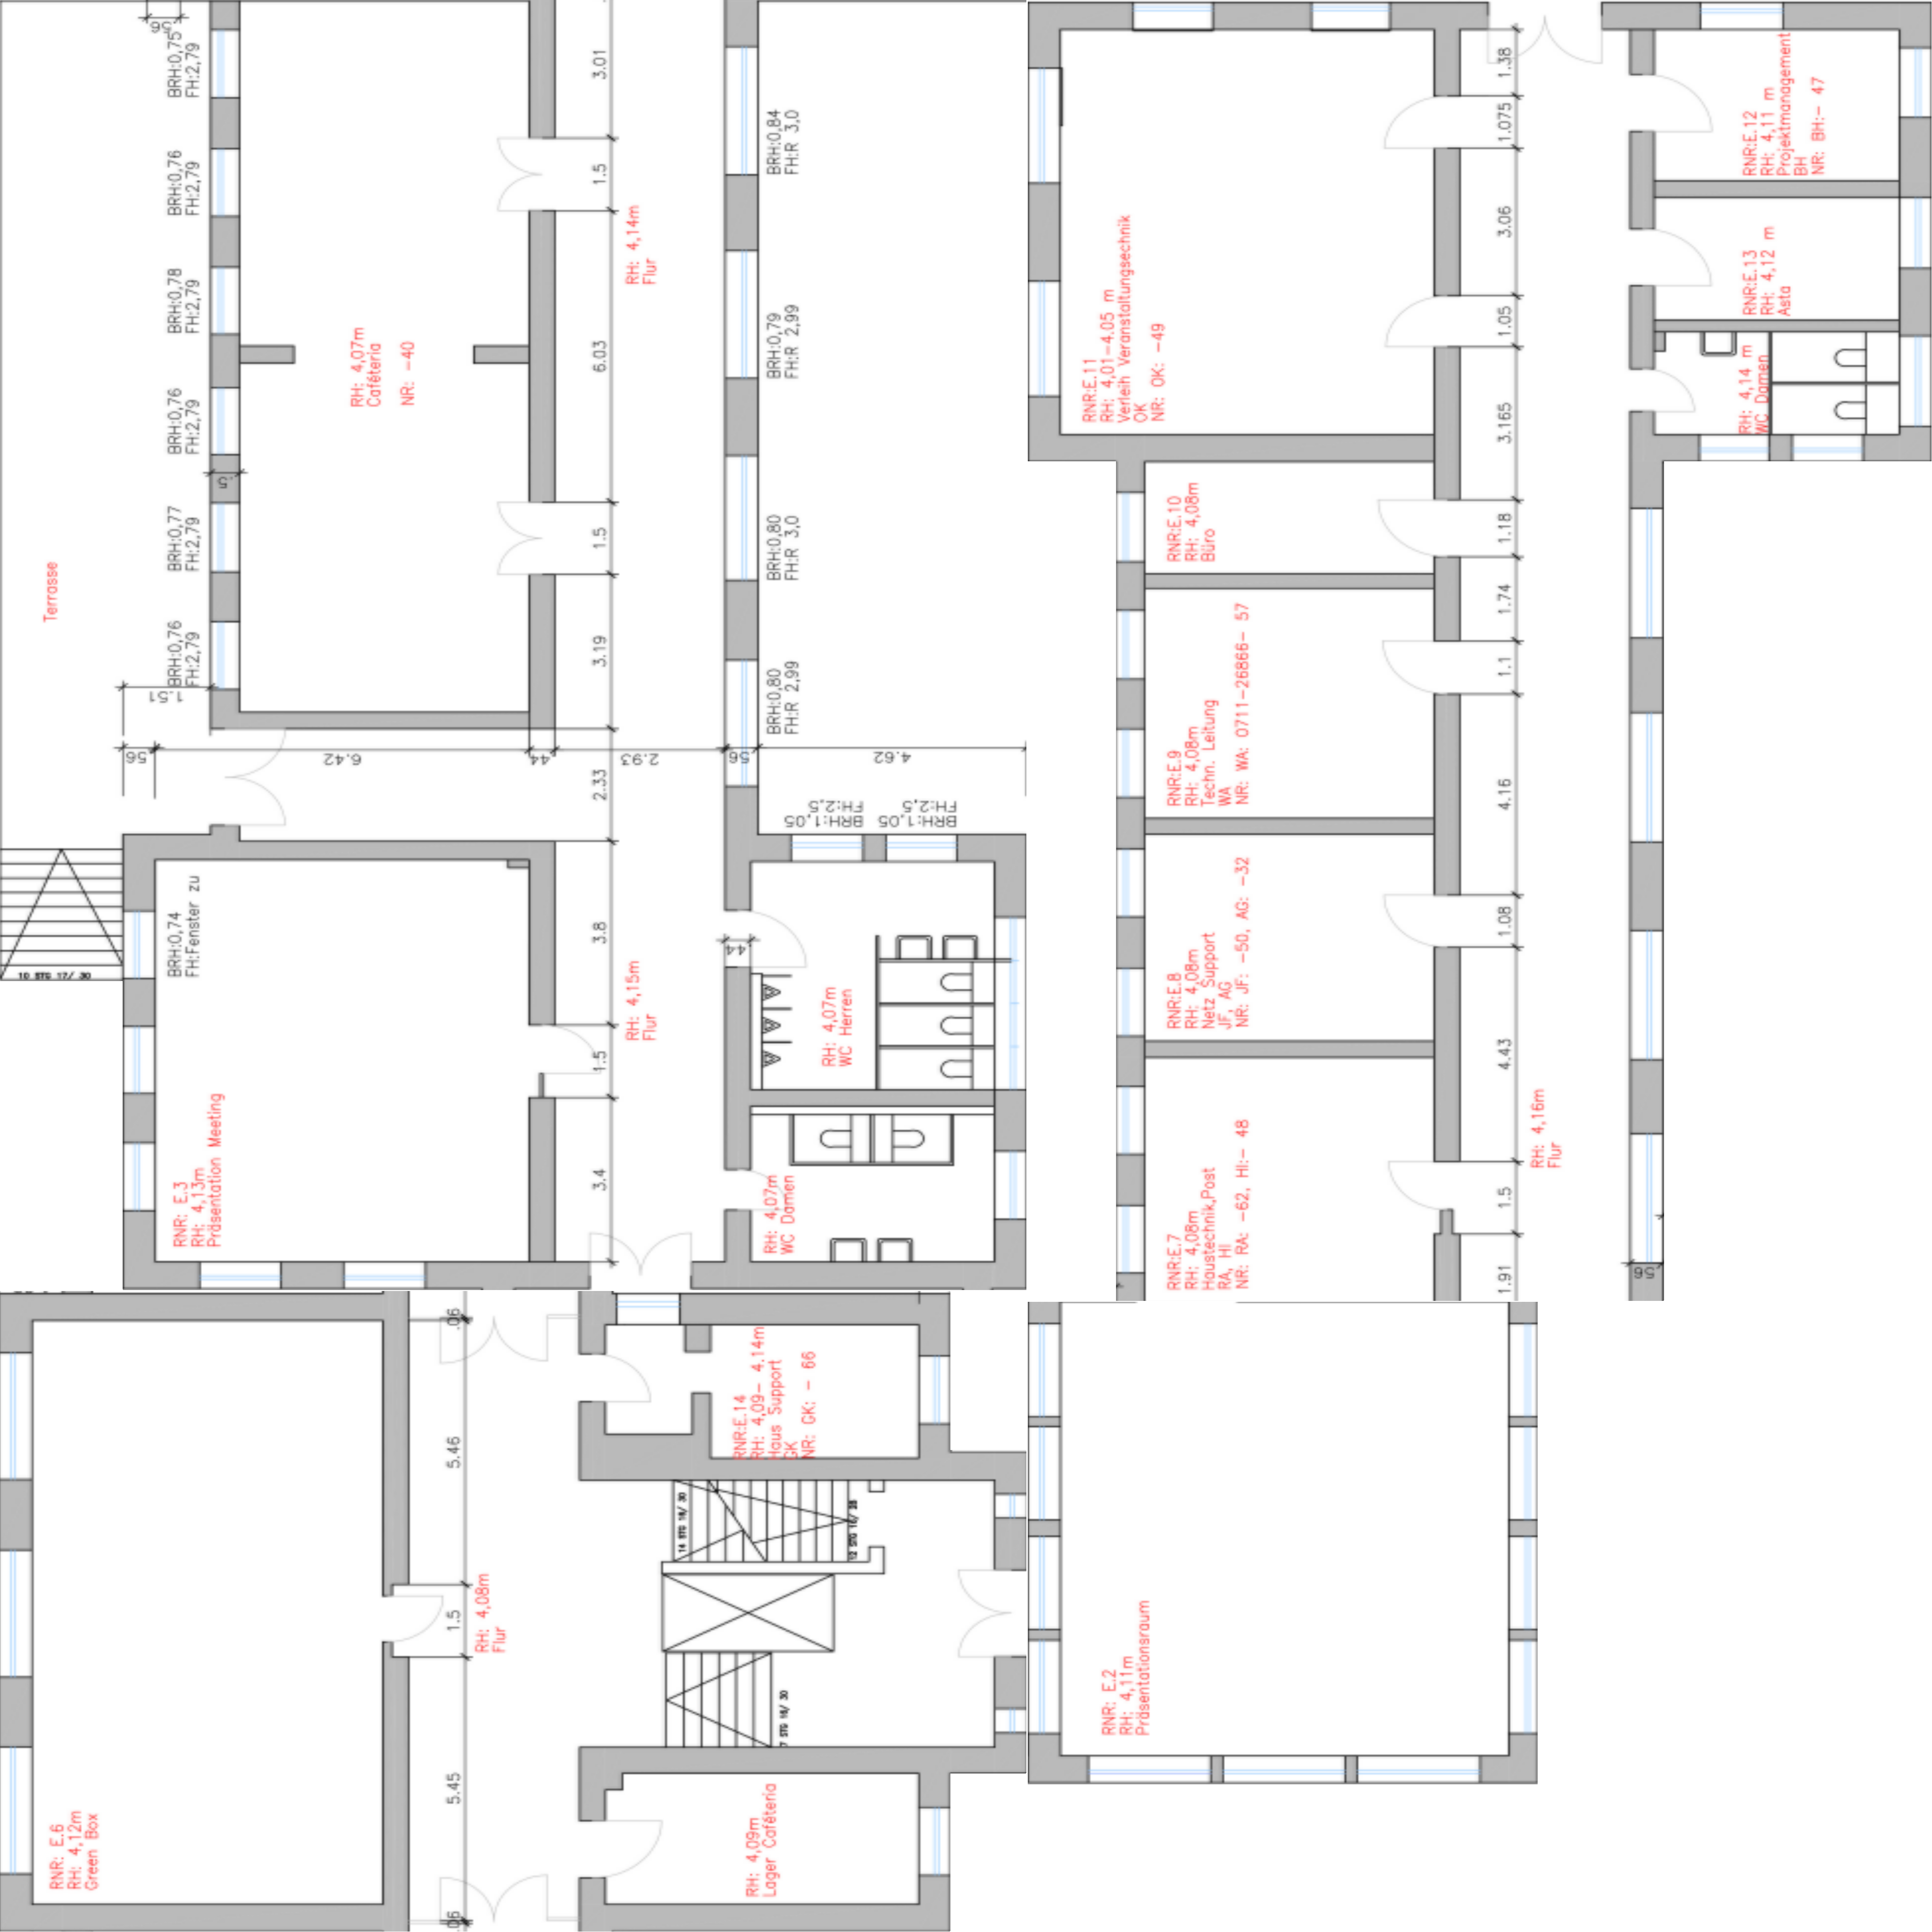 Terrasse
.56
BRH:0,75
FH:2,79
BRH:0,76
FH:2,79
BRH:0,78
FH:2,79
BRH:0,76
FH:2,79
BRH:0,77
FH:2,79
BRH:0,76
FH:2,79
1.51
.5
RH: 4,07m
Caféteria
NR: -40
3.01
1.5
6.03
1.5
3.19
2.33
3.8
1.5
3.4
RH: 4,14m
Flur
BRH:0,84
FH:R 3,0
BRH:0,79
FH:R 2,99
BRH:0,80
FH:R 3,0
BRH:0,80
FH:R 2,99
56
6.42
44
2.93
56
4.62
BRH:1,05
FH:2,5
BRH:1,05
FH:2,5
10 STG 17/ 30
BRH:0,74
FH:Fenster zu
RNR: E.3
RH: 4,13m
Präsentation Meeting
RH: 4,15m
Flur
44
RH: 4,07m
WC Herren
RH: 4,07m
WC Damen
RNR:E.11
RH: 4,01-4.05 m
Verleih Veranstaltungsechnik
OK
NR: OK: -49
RNR:E.10
RH: 4,08m
Büro
RNR:E.9
RH: 4,08m
Techn. Leitung
WA
NR: WA: 0711-26866- 57
RNR:E.8
RH: 4,08m
Netz Support
JF, AG
NR: JF: -50, AG: -32
RNR:E.7
RH: 4,08m
Haustechnik,Post
RA, HI
NR: RA: -62, HI:- 48
1.38
1.075
3.06
1.05
3.165
1.18
1.74
1.1
4.16
1.08
4.43
1.5
1.91
RH: 4,16m
Flur
RNR:E.12
RH: 4,11 m
Projektmanagement
BH
NR: BH:- 47
RNR:E.13
RH: 4,12 m
Asta
RH: 4,14 m
WC Damen
56
RNR: E.6
RH: 4,12m
Green Box
.06
5.46
1.5
5.45
.06
RH: 4,08m
Flur
RNR:E.14
RH: 4,09- 4.14m
Haus Support
GK
NR: GK: - 66
14 STG 16/ 30
12 STG 16/ 28
7 STG 16/ 30
RH: 4,09m
Lager Caféteria
RNR: E.2
RH: 4,11m
Präsentationsraum